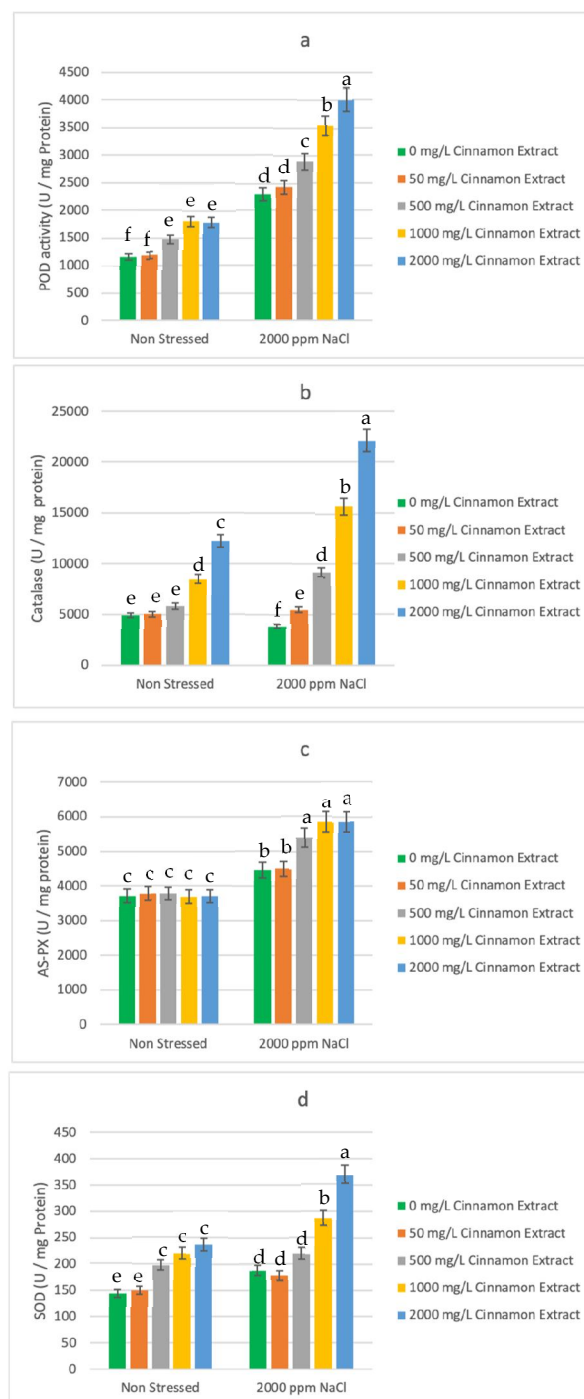 a
4500
4000
3500
3000
2500
2000
1500
1000
500
0
POD activity (U / mg Protein)
f f e e e d d c b a
Non Stressed 2000 ppm NaCl
0 mg/L Cinnamon Extract
50 mg/L Cinnamon Extract
500 mg/L Cinnamon Extract
1000 mg/L Cinnamon Extract
2000 mg/L Cinnamon Extract
b
25000
20000
15000
10000
5000
0
Catalase (U / mg protein)
e e e d c f e d b a
Non Stressed 2000 ppm NaCl
0 mg/L Cinnamon Extract
50 mg/L Cinnamon Extract
500 mg/L Cinnamon Extract
1000 mg/L Cinnamon Extract
2000 mg/L Cinnamon Extract
c
7000
6000
5000
4000
3000
2000
1000
0
AS-PX (U / mg protein)
c c c c c b b a a a
Non Stressed 2000 ppm NaCl
0 mg/L Cinnamon Extract
50 mg/L Cinnamon Extract
500 mg/L Cinnamon Extract
1000 mg/L Cinnamon Extract
2000 mg/L Cinnamon Extract
d
450
400
350
300
250
200
150
100
50
0
SOD (U / mg Protein)
e e c c c d d d b a
Non Stressed 2000 ppm NaCl
0 mg/L Cinnamon Extract
50 mg/L Cinnamon Extract
500 mg/L Cinnamon Extract
1000 mg/L Cinnamon Extract
2000 mg/L Cinnamon Extract